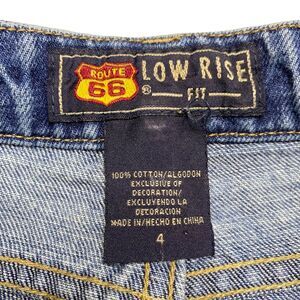 ROUTE
66
® LOW RISE
FIT
100% COTTON/ALGODON
EXCLUSIVE OF
DECORATION/
EXCLUYENDO LA
DECORACION
MADE IN/HECHO EN CHINA
4